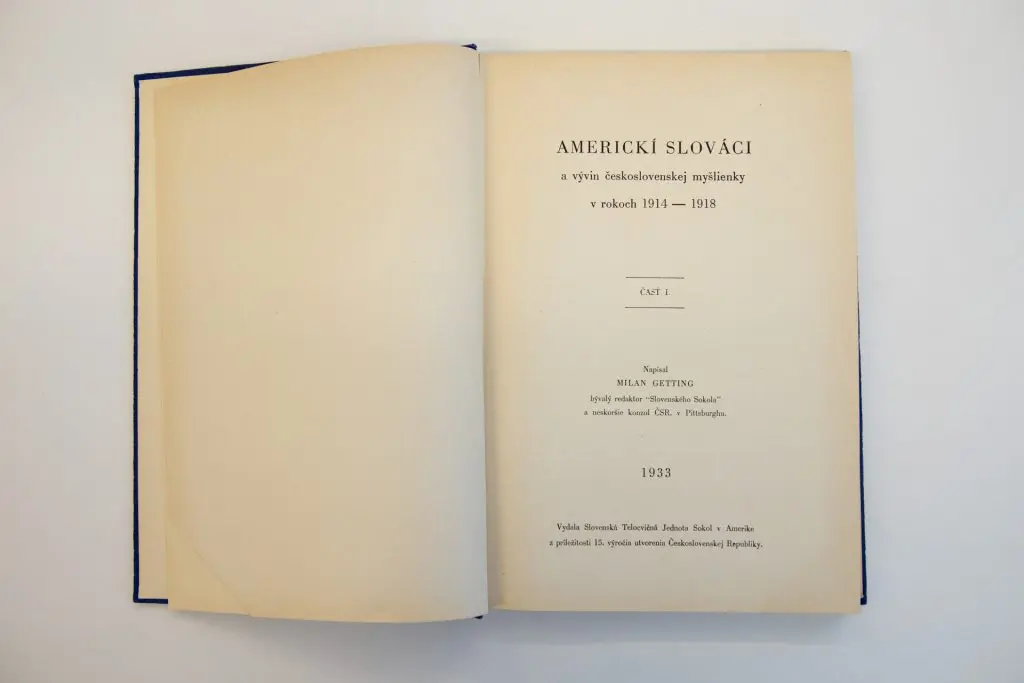 AMERICKÍ SLOVÁCI
a vývin československej myšlienky
v rokoch 1914 — 1918
ČASŤ I.
Napísal
MILAN GETTING
bývalý redaktor “Slovenského Sokola”
a neskoršie konzol ČSR. v Pittsburghu.
1933
Vydala Slovenská Telocvičná Jednota Sokol v Amerike
z príležitosti 15. výročia utvorenia Československej Republiky.